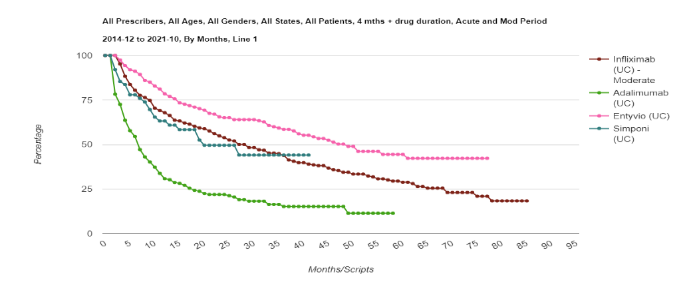 All Prescribers, All Ages, All Genders, All States, All Patients, 4 mths + drug duration, Acute and Mod Period
2014-12 to 2021-10, By Months, Line 1
100
75
50
25
0
Percentage
0 5 10 15 20 25 30 35 40 45 50 55 60 65 70 75 80 85 90 95
Months/Scripts
Infliximab
(UC) -
Moderate
Adalimumab
(UC)
Entyvio (UC)
Simponi
(UC)